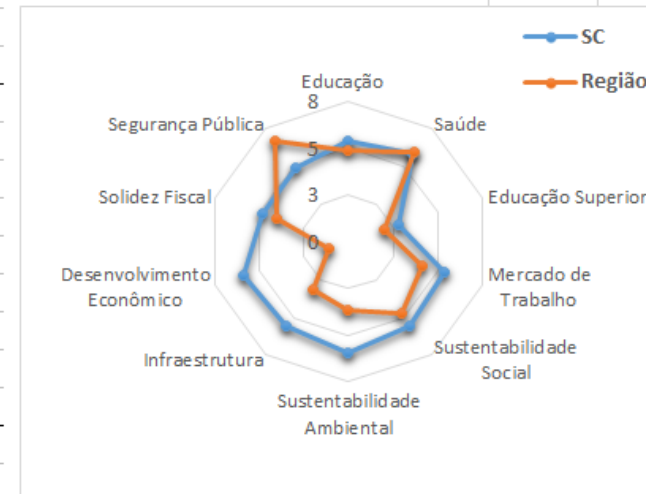 SC
Região
Educação
8
5
3
0
Saúde
Educação Superior
Mercado de
Trabalho
Sustentabilidade
Social
Sustentabilidade
Ambiental
Infraestrutura
Desenvolvimento
Econômico
Solidez Fiscal
Segurança Pública